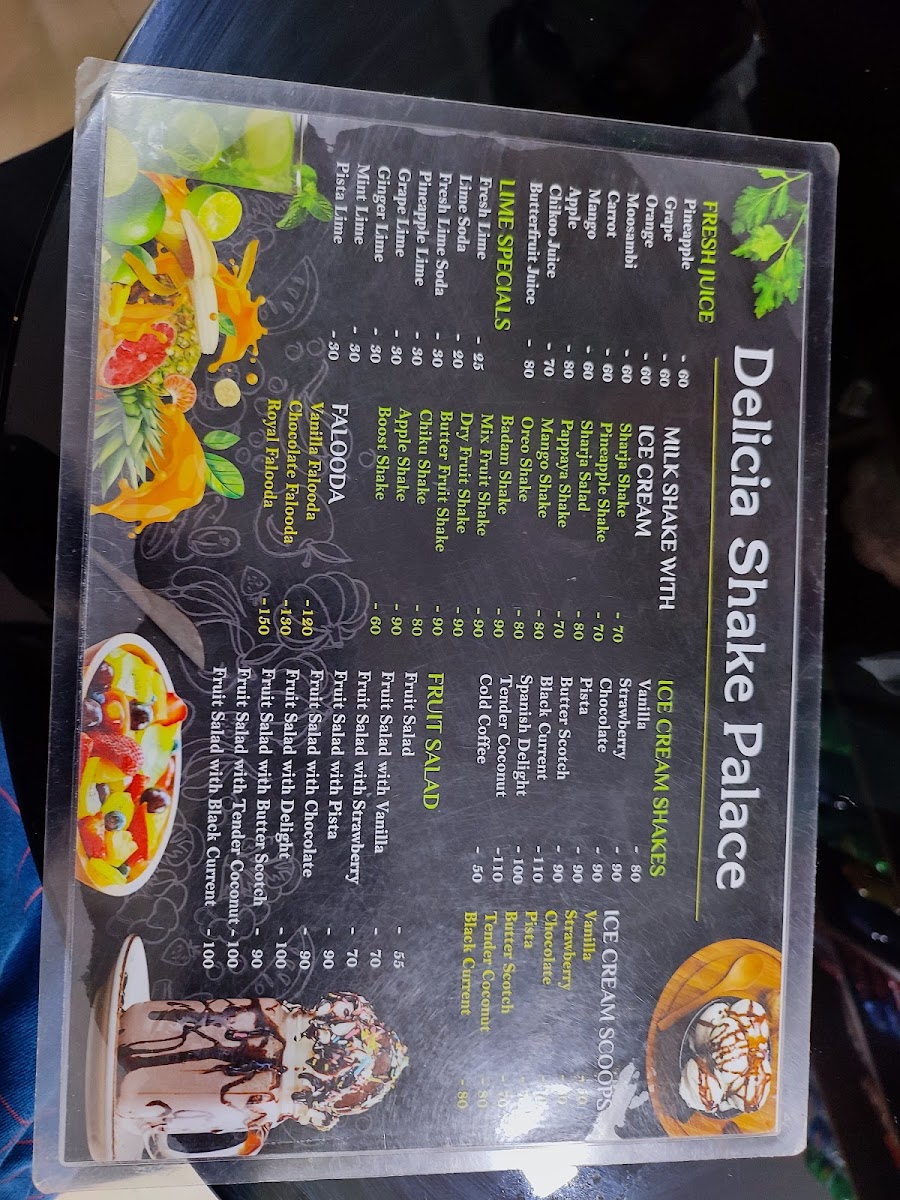 Delicia Shake Palace
FRESH JUICE
Pineapple - 60
Grape - 60
Orange - 60
Moosambi - 60
Carrot - 60
Mango - 60
Apple - 80
Chikoo Juice - 70
Butterfruit Juice - 80
LIME SPECIALS
Fresh Lime - 25
Lime Soda - 20
Fresh Lime Soda - 30
Pineapple Lime - 30
Grape Lime - 30
Ginger Lime - 30
Mint Lime - 30
Pista Lime - 30
MILK SHAKE WITH
ICE CREAM
Sharja Shake - 70
Pineapple Shake - 70
Sharja Salad - 80
Pappaya Shake - 70
Mango Shake - 80
Oreo Shake - 80
Badam Shake - 90
Mix Fruit Shake - 90
Dry Fruit Shake - 90
Butter Fruit Shake - 90
Chiku Shake - 80
Apple Shake - 90
Boost Shake - 60
FALOODA
Vanilla Falooda - 120
Chocolate Falooda - 130
Royal Falooda - 150
ICE CREAM SHAKES
Vanilla - 80
Strawberry - 90
Chocolate - 90
Pista - 90
Butter Scotch - 90
Black Current - 110
Spanish Delight - 100
Tender Coconut - 110
Cold Coffee - 50
FRUIT SALAD
Fruit Salad - 55
Fruit Salad with Vanilla - 70
Fruit Salad with Strawberry - 70
Fruit Salad with Pista - 90
Fruit Salad with Chocolate - 90
Fruit Salad with Delight - 100
Fruit Salad with Butter Scotch - 90
Fruit Salad with Tender Coconut - 100
Fruit Salad with Black Current - 100
ICE CREAM SCOOPS
Vanilla
Strawberry
Chocolate
Pista
Butter Scotch
Tender Coconut - 80
Black Current - 80